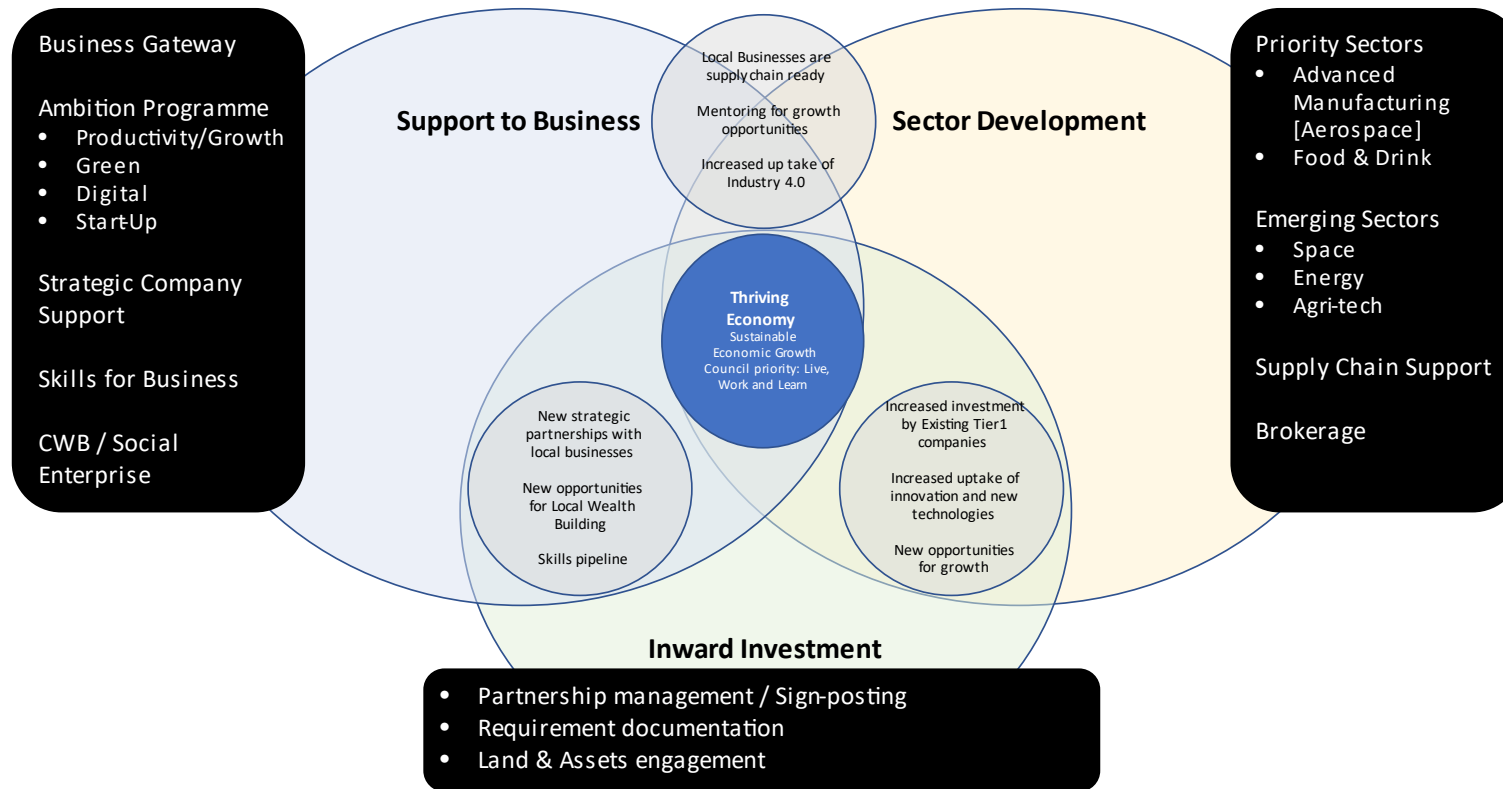 Business Gateway
Ambition Programme
• Productivity/Growth
• Green
• Digital
• Start-Up
Strategic Company
Support
Skills for Business
CWB / Social
Enterprise
Support to Business
Local Businesses are
supply chain ready
Mentoring for growth
opportunities
Increased up take of
Industry 4.0
Sector Development
Priority Sectors
• Advanced
Manufacturing
[Aerospace]
• Food & Drink
Emerging Sectors
• Space
• Energy
• Agri-tech
Supply Chain Support
Brokerage
Thriving
Economy
Sustainable
Economic Growth
Council priority: Live,
Work and Learn
New strategic
partnerships with
local businesses
New opportunities
for Local Wealth
Building
Skills pipeline
Increased investment
by Existing Tier1
companies
Increased uptake of
innovation and new
technologies
New opportunities
for growth
Inward Investment
• Partnership management / Sign-posting
• Requirement documentation
• Land & Assets engagement